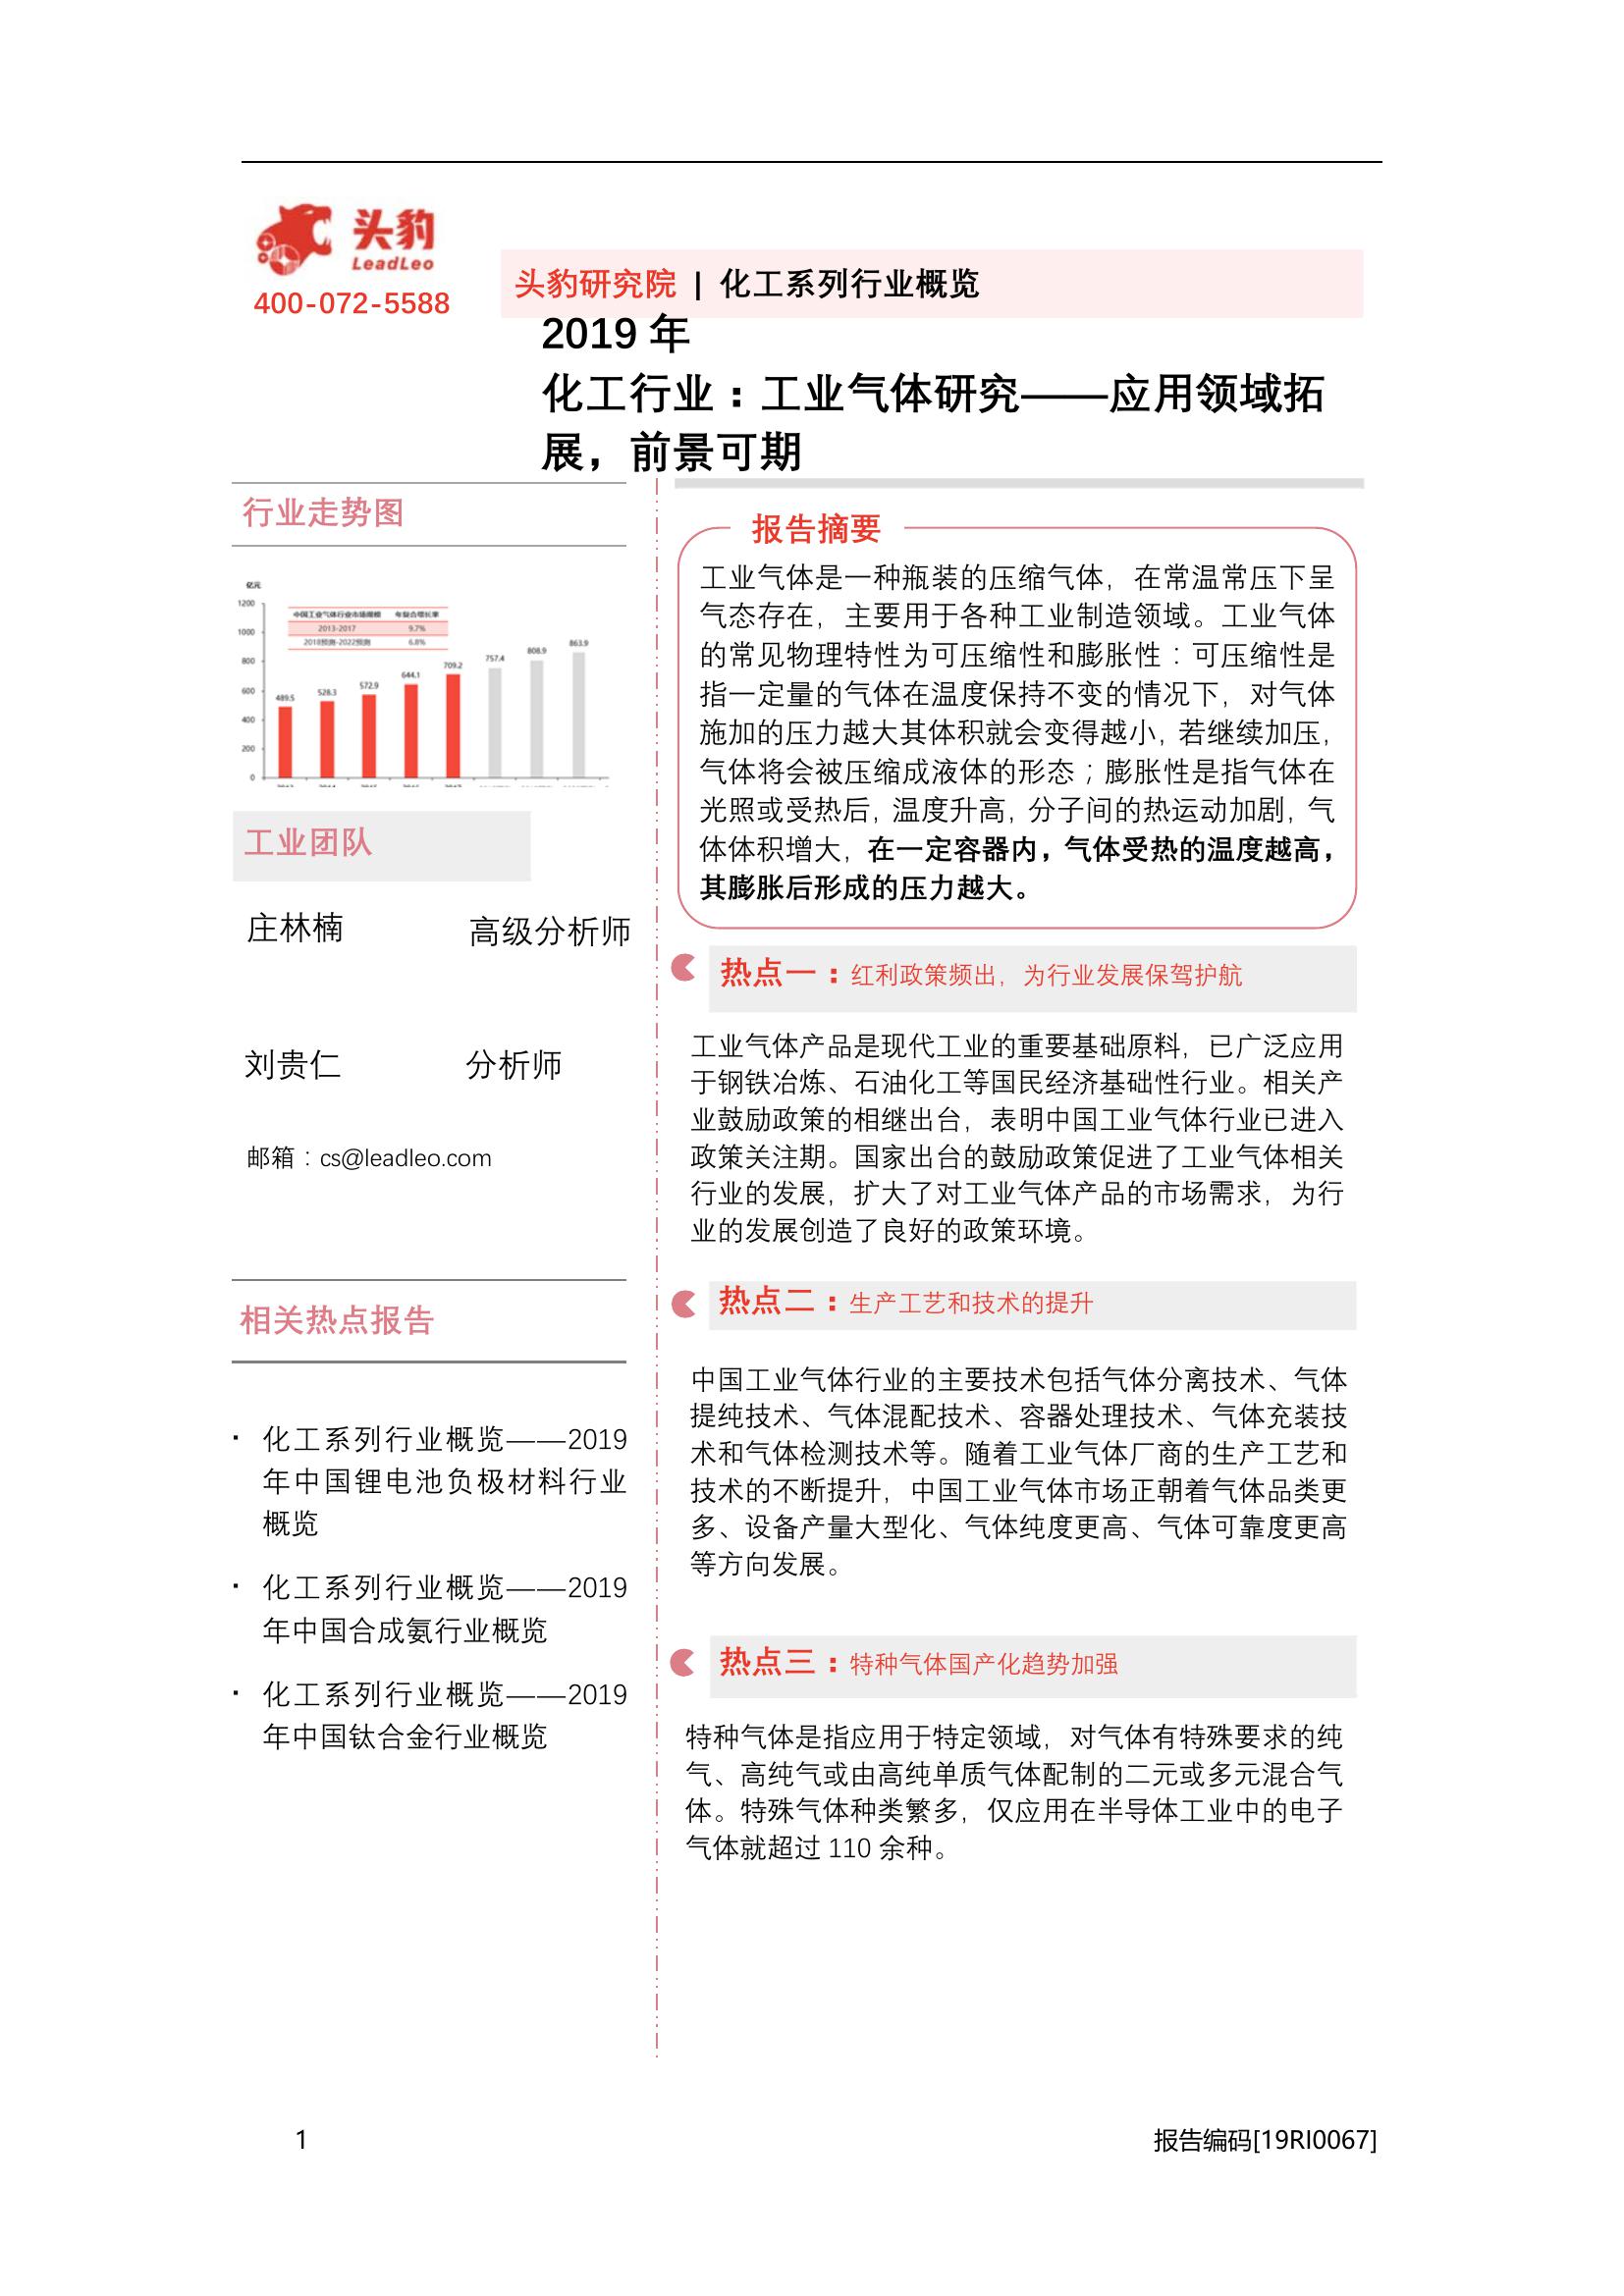 头豹
LeadLeo
400-072-5588
头豹研究院 | 化工系列行业概览
2019 年
化工行业：工业气体研究——应用领域拓
展，前景可期
行业走势图
亿元
1200
1000
800
600
400
200
0
中国工业气体行业市场规模 年复合增长率
2013-2017 9.7%
2018预测-2022预测 6.8%
489.5
528.3
572.9
644.1
709.2
757.4
808.9
863.9
工业团队
庄林楠 高级分析师
刘贵仁 分析师
邮箱：cs@leadleo.com
相关热点报告
· 化工系列行业概览——2019
年中国锂电池负极材料行业
概览
· 化工系列行业概览——2019
年中国合成氨行业概览
· 化工系列行业概览——2019
年中国钛合金行业概览
报告摘要
工业气体是一种瓶装的压缩气体，在常温常压下呈
气态存在，主要用于各种工业制造领域。工业气体
的常见物理特性为可压缩性和膨胀性：可压缩性是
指一定量的气体在温度保持不变的情况下，对气体
施加的压力越大其体积就会变得越小，若继续加压，
气体将会被压缩成液体的形态；膨胀性是指气体在
光照或受热后，温度升高，分子间的热运动加剧，气
体体积增大，在一定容器内，气体受热的温度越高，
其膨胀后形成的压力越大。
热点一：红利政策频出，为行业发展保驾护航
工业气体产品是现代工业的重要基础原料，已广泛应用
于钢铁冶炼、石油化工等国民经济基础性行业。相关产
业鼓励政策的相继出台，表明中国工业气体行业已进入
政策关注期。国家出台的鼓励政策促进了工业气体相关
行业的发展，扩大了对工业气体产品的市场需求，为行
业的发展创造了良好的政策环境。
热点二：生产工艺和技术的提升
中国工业气体行业的主要技术包括气体分离技术、气体
提纯技术、气体混配技术、容器处理技术、气体充装技
术和气体检测技术等。随着工业气体厂商的生产工艺和
技术的不断提升，中国工业气体市场正朝着气体品类更
多、设备产量大型化、气体纯度更高、气体可靠度更高
等方向发展。
热点三：特种气体国产化趋势加强
特种气体是指应用于特定领域，对气体有特殊要求的纯
气、高纯气或由高纯单质气体配制的二元或多元混合气
体。特殊气体种类繁多，仅应用在半导体工业中的电子
气体就超过 110 余种。
1
报告编码[19RI0067]